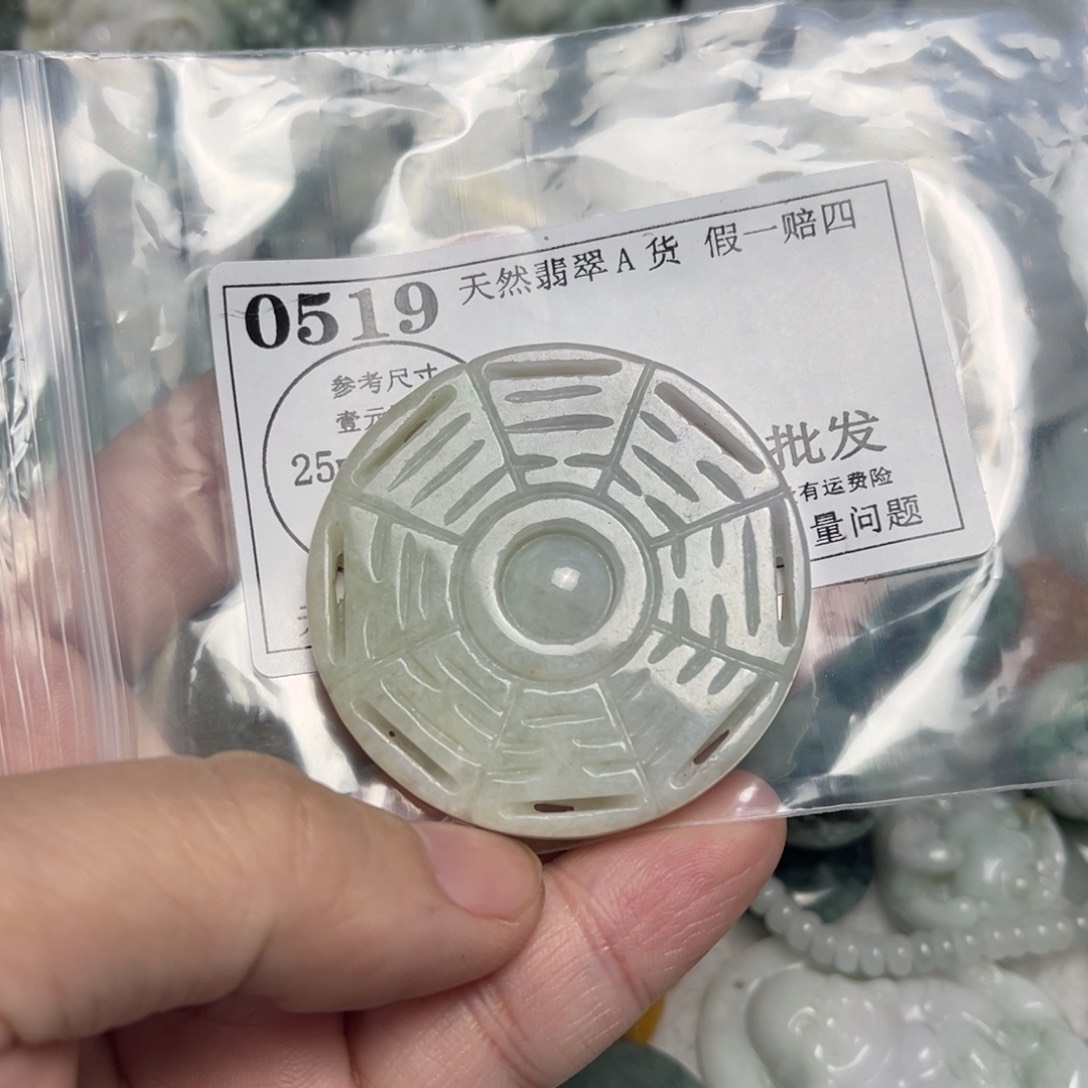 0519 天然翡翠A货 假一赔四
参考尺寸
壹元
25
批发
有运费险
量问题